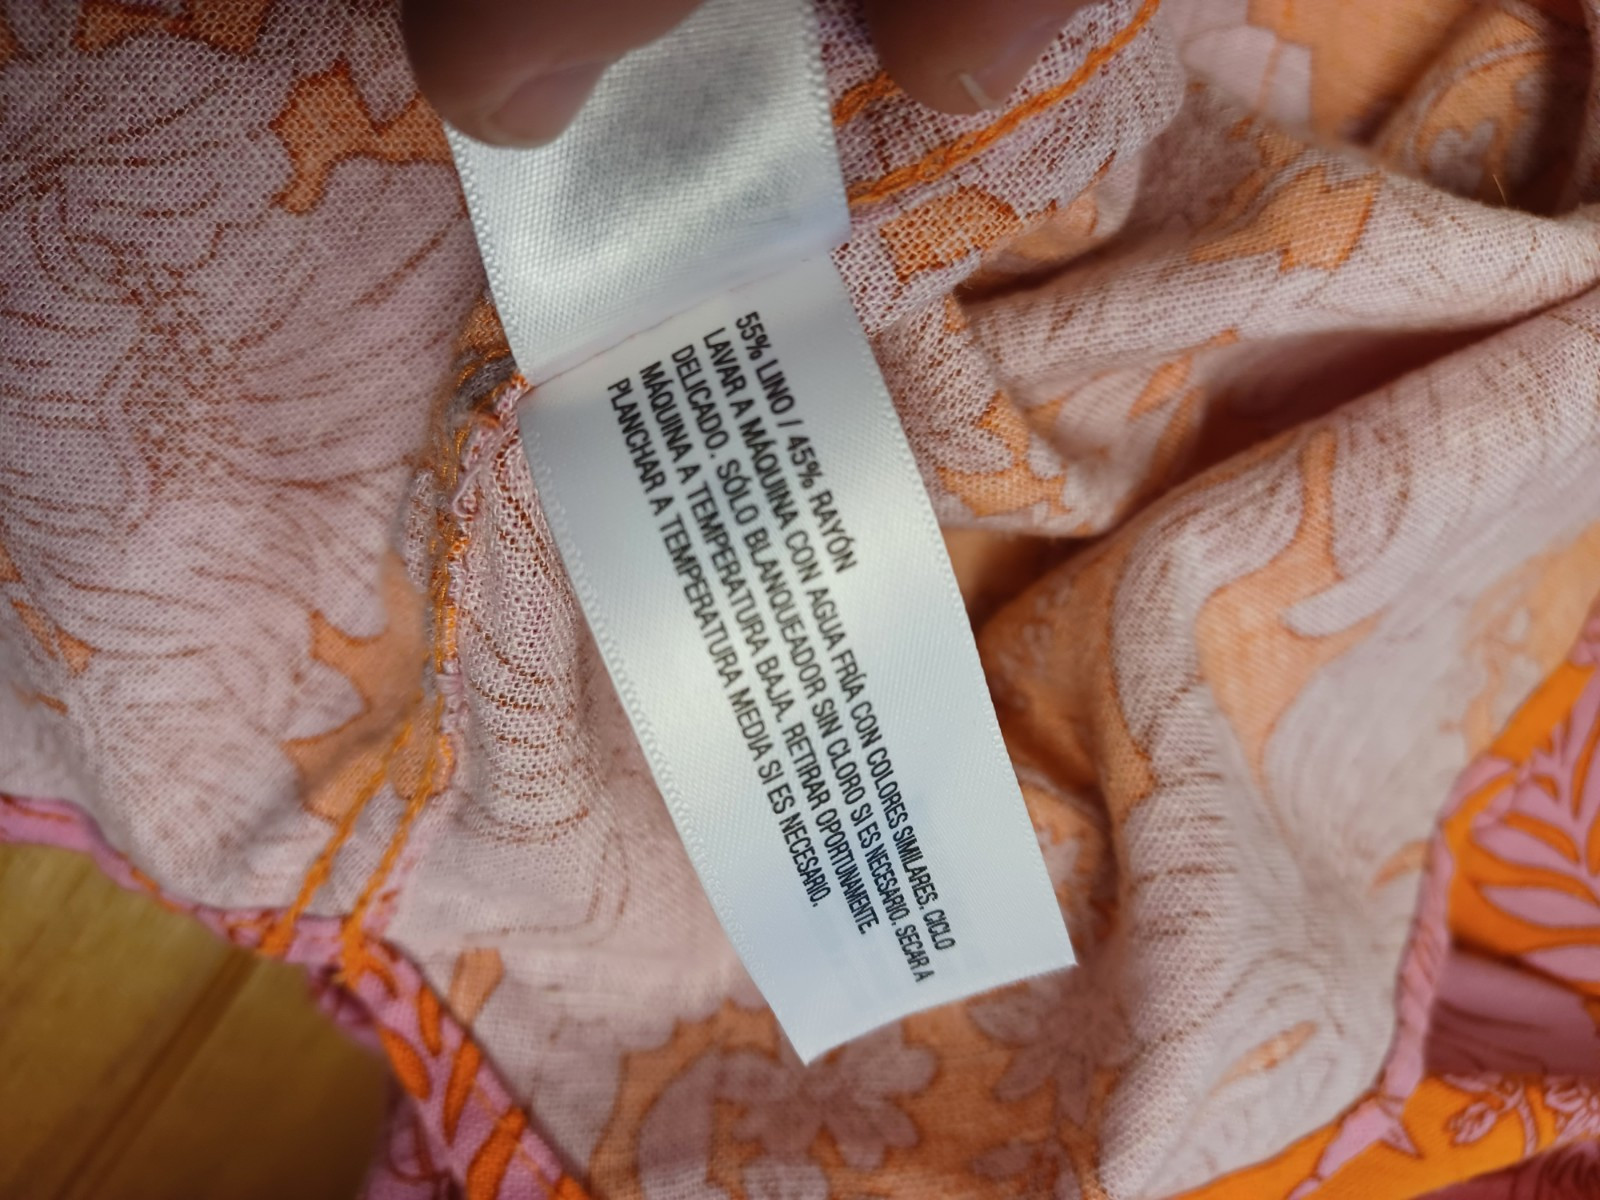 55% LINO / 45% RAYÓN
LAVAR A MÁQUINA CON AGUA FRÍA CON COLORES SIMILARES. CICLO
DELICADO. SÓLO BLANQUEADOR SIN CLORO SI ES NECESARIO. SECAR A
MÁQUINA A TEMPERATURA BAJA. RETIRAR OPORTUNAMENTE.
PLANCHAR A TEMPERATURA MEDIA SI ES NECESARIO.